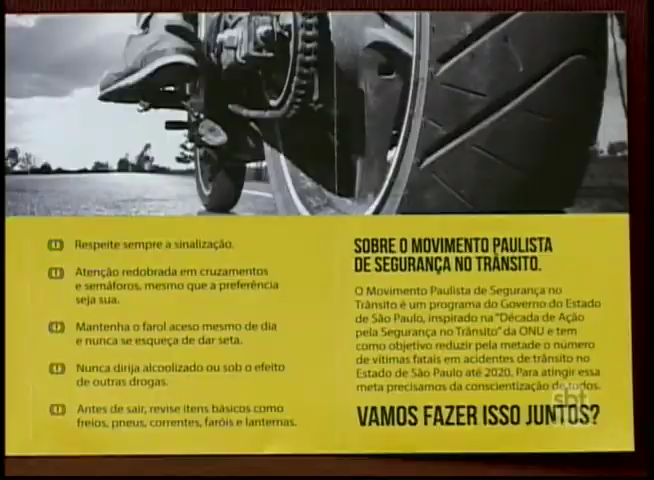 Respeite sempre a sinalização.
Atenção redobrada em cruzamentos
e semáforos, mesmo que a preferência
seja sua.
Mantenha o farol aceso mesmo de dia
e nunca se esqueça de dar seta.
Nunca dirija alcoolizado ou sob o efeito
de outras drogas.
Antes de sair, revise itens básicos como
freios, pneus, correntes, faróis e lanternas.
SOBRE O MOVIMENTO PAULISTA
DE SEGURANÇA NO TRÂNSITO.
O Movimento Paulista de Segurança no
Trânsito é um programa do Governo do Estado
de São Paulo, inspirado na "Década de Ação
pela Segurança no Trânsito" da ONU e tem
como objetivo reduzir pela metade o número
de vítimas fatais em acidentes de trânsito no
Estado de São Paulo até 2020. Para atingir essa
meta precisamos da conscientização de todos.
sbt
VAMOS FAZER ISSO JUNTOS?